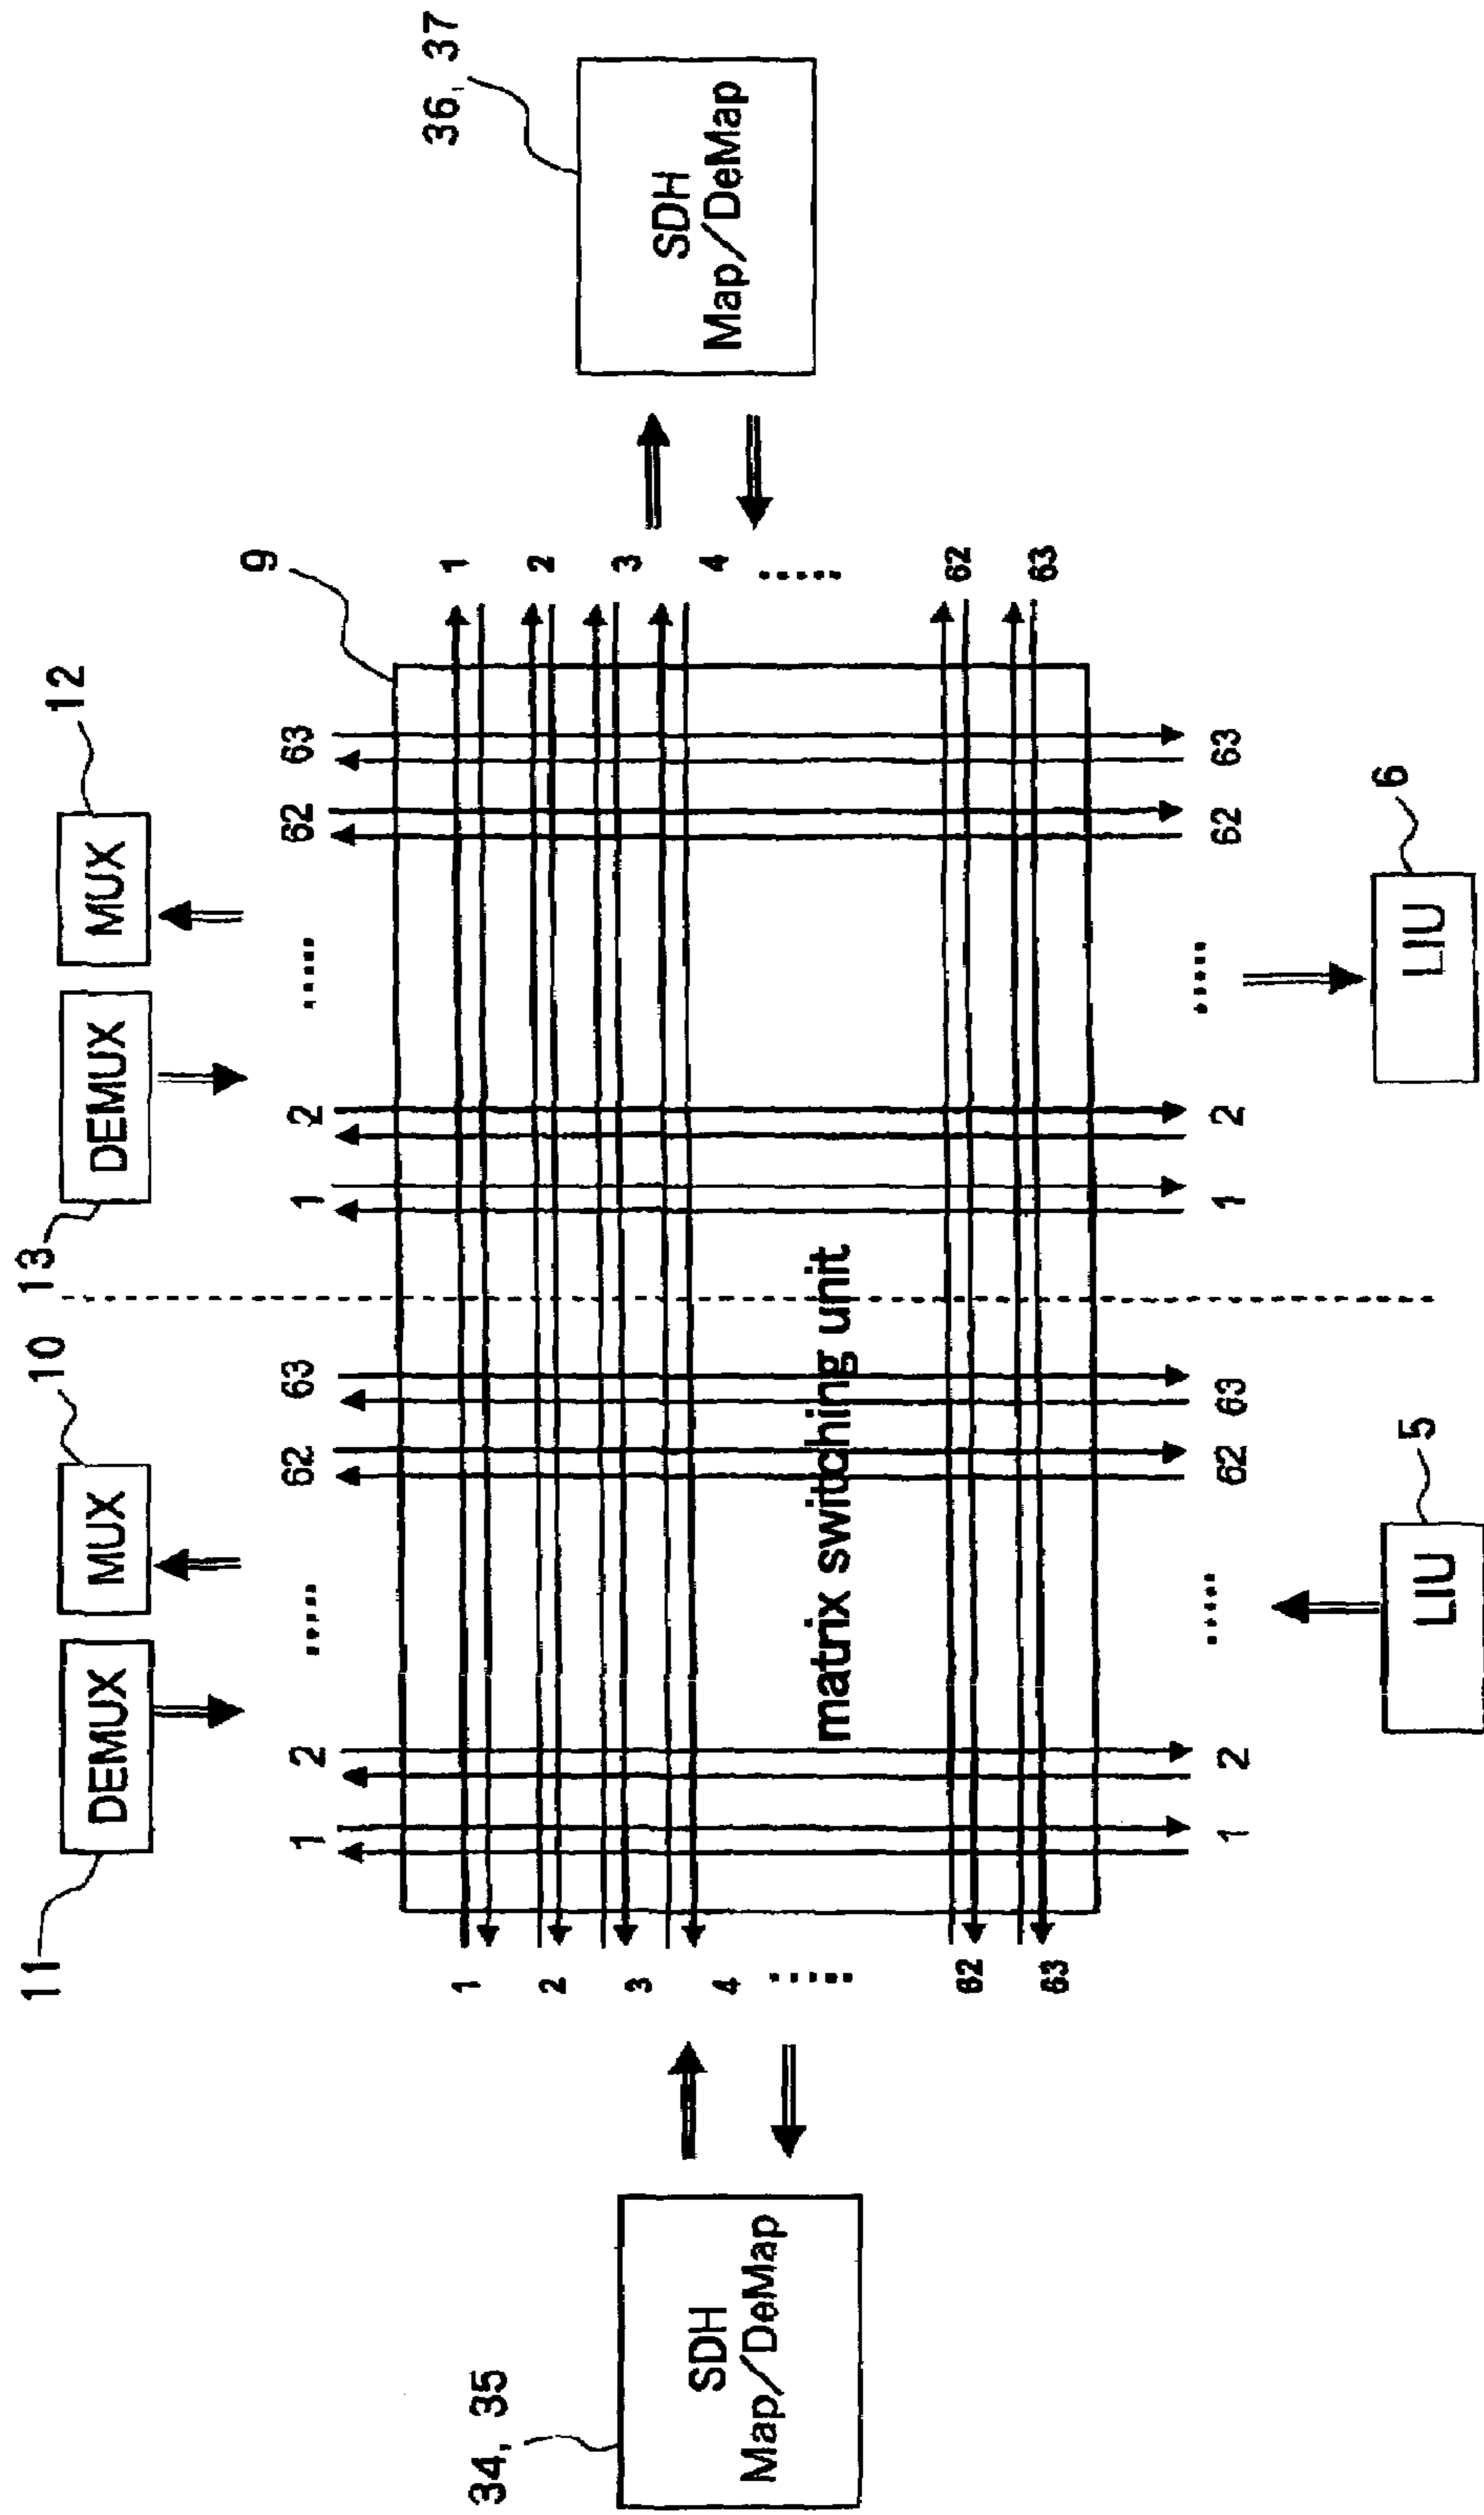 11 10 13 12
DEMUX MUX DEMUX MUX
9
1 2 ..... 62 63 1 2 ..... 62 63
36, 37
34, 35
1 1
2 2
3 3
4 4
..... .....
62 62
63 63
SDH
Map/DeMap
SDH
Map/DeMap
matrix switching unit
1 2 ..... 62 63 1 2 ..... 62 63
5 6
LIU LIU